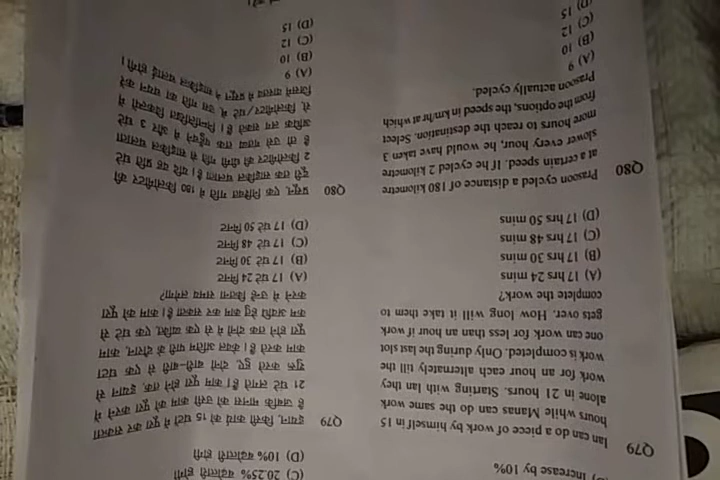 Increase by 10%
Q79
Ian can do a piece of work by himself in 15
hours while Manas can do the same work
alone in 21 hours. Starting with Ian they
work for an hour each alternately till the
work is completed. Only during the last slot
one can work for less than an hour if work
gets over. How long will it take them to
complete the work?
(A) 17 hrs 24 mins
(B) 17 hrs 30 mins
(C) 17 hrs 48 mins
(D) 17 hrs 50 mins
Q80
Prasoon cycled a distance of 180 kilometre
at a certain speed. If he cycled 2 kilometre
slower every hour, he would have taken 3
more hours to reach the destination. Select
from the options, the speed in km/hr at which
Prasoon actually cycled.
(A) 9
(B) 10
(C) 12
(D) 15
(C) 20.25% बढोतरी होगी
(D) 10% बढोतरी होगी
Q79
इयान, किसी कार्य को 15 घंटे में पूरा कर सकता
है जबकि मानस को उसी काम को पूरा करने में
21 घंटे लगते है। काम पूरा होने तक, इयान से
शुरू करते हुए, दोनों बारी-बारी से एक घंटा
काम करते है। केवल अंतिम पारी के दौरान, काम
पूरा होने तक दोनों में से एक व्यक्ति, एक घंटे से
कम अवधि हेतु काम कर सकता है। काम को पूरा
करने में उन्हें कितना समय लगेगा?
(A) 17 घंटे 24 मिनट
(B) 17 घंटे 30 मिनट
(C) 17 घंटे 48 मिनट
(D) 17 घंटे 50 मिनट
Q80
प्रसून, एक निश्चित गति में 180 किलोमीटर की
दूरी तक साइकिल चलाता है। यदि वह प्रति घंटे
2 किलोमीटर की धीमी गति से साइकिल चलाता
है तो उसे गंतव्य तक पहुँचने में और 3 घंटे
अधिक लग सकते है। निम्नलिखित विकल्पों में
से, किलोमीटर/घंटे में, उस गति का चयन करे
जिसमें वास्तव में प्रसून ने साइकिल चलाई होगी।
(A) 9
(B) 10
(C) 12
(D) 15